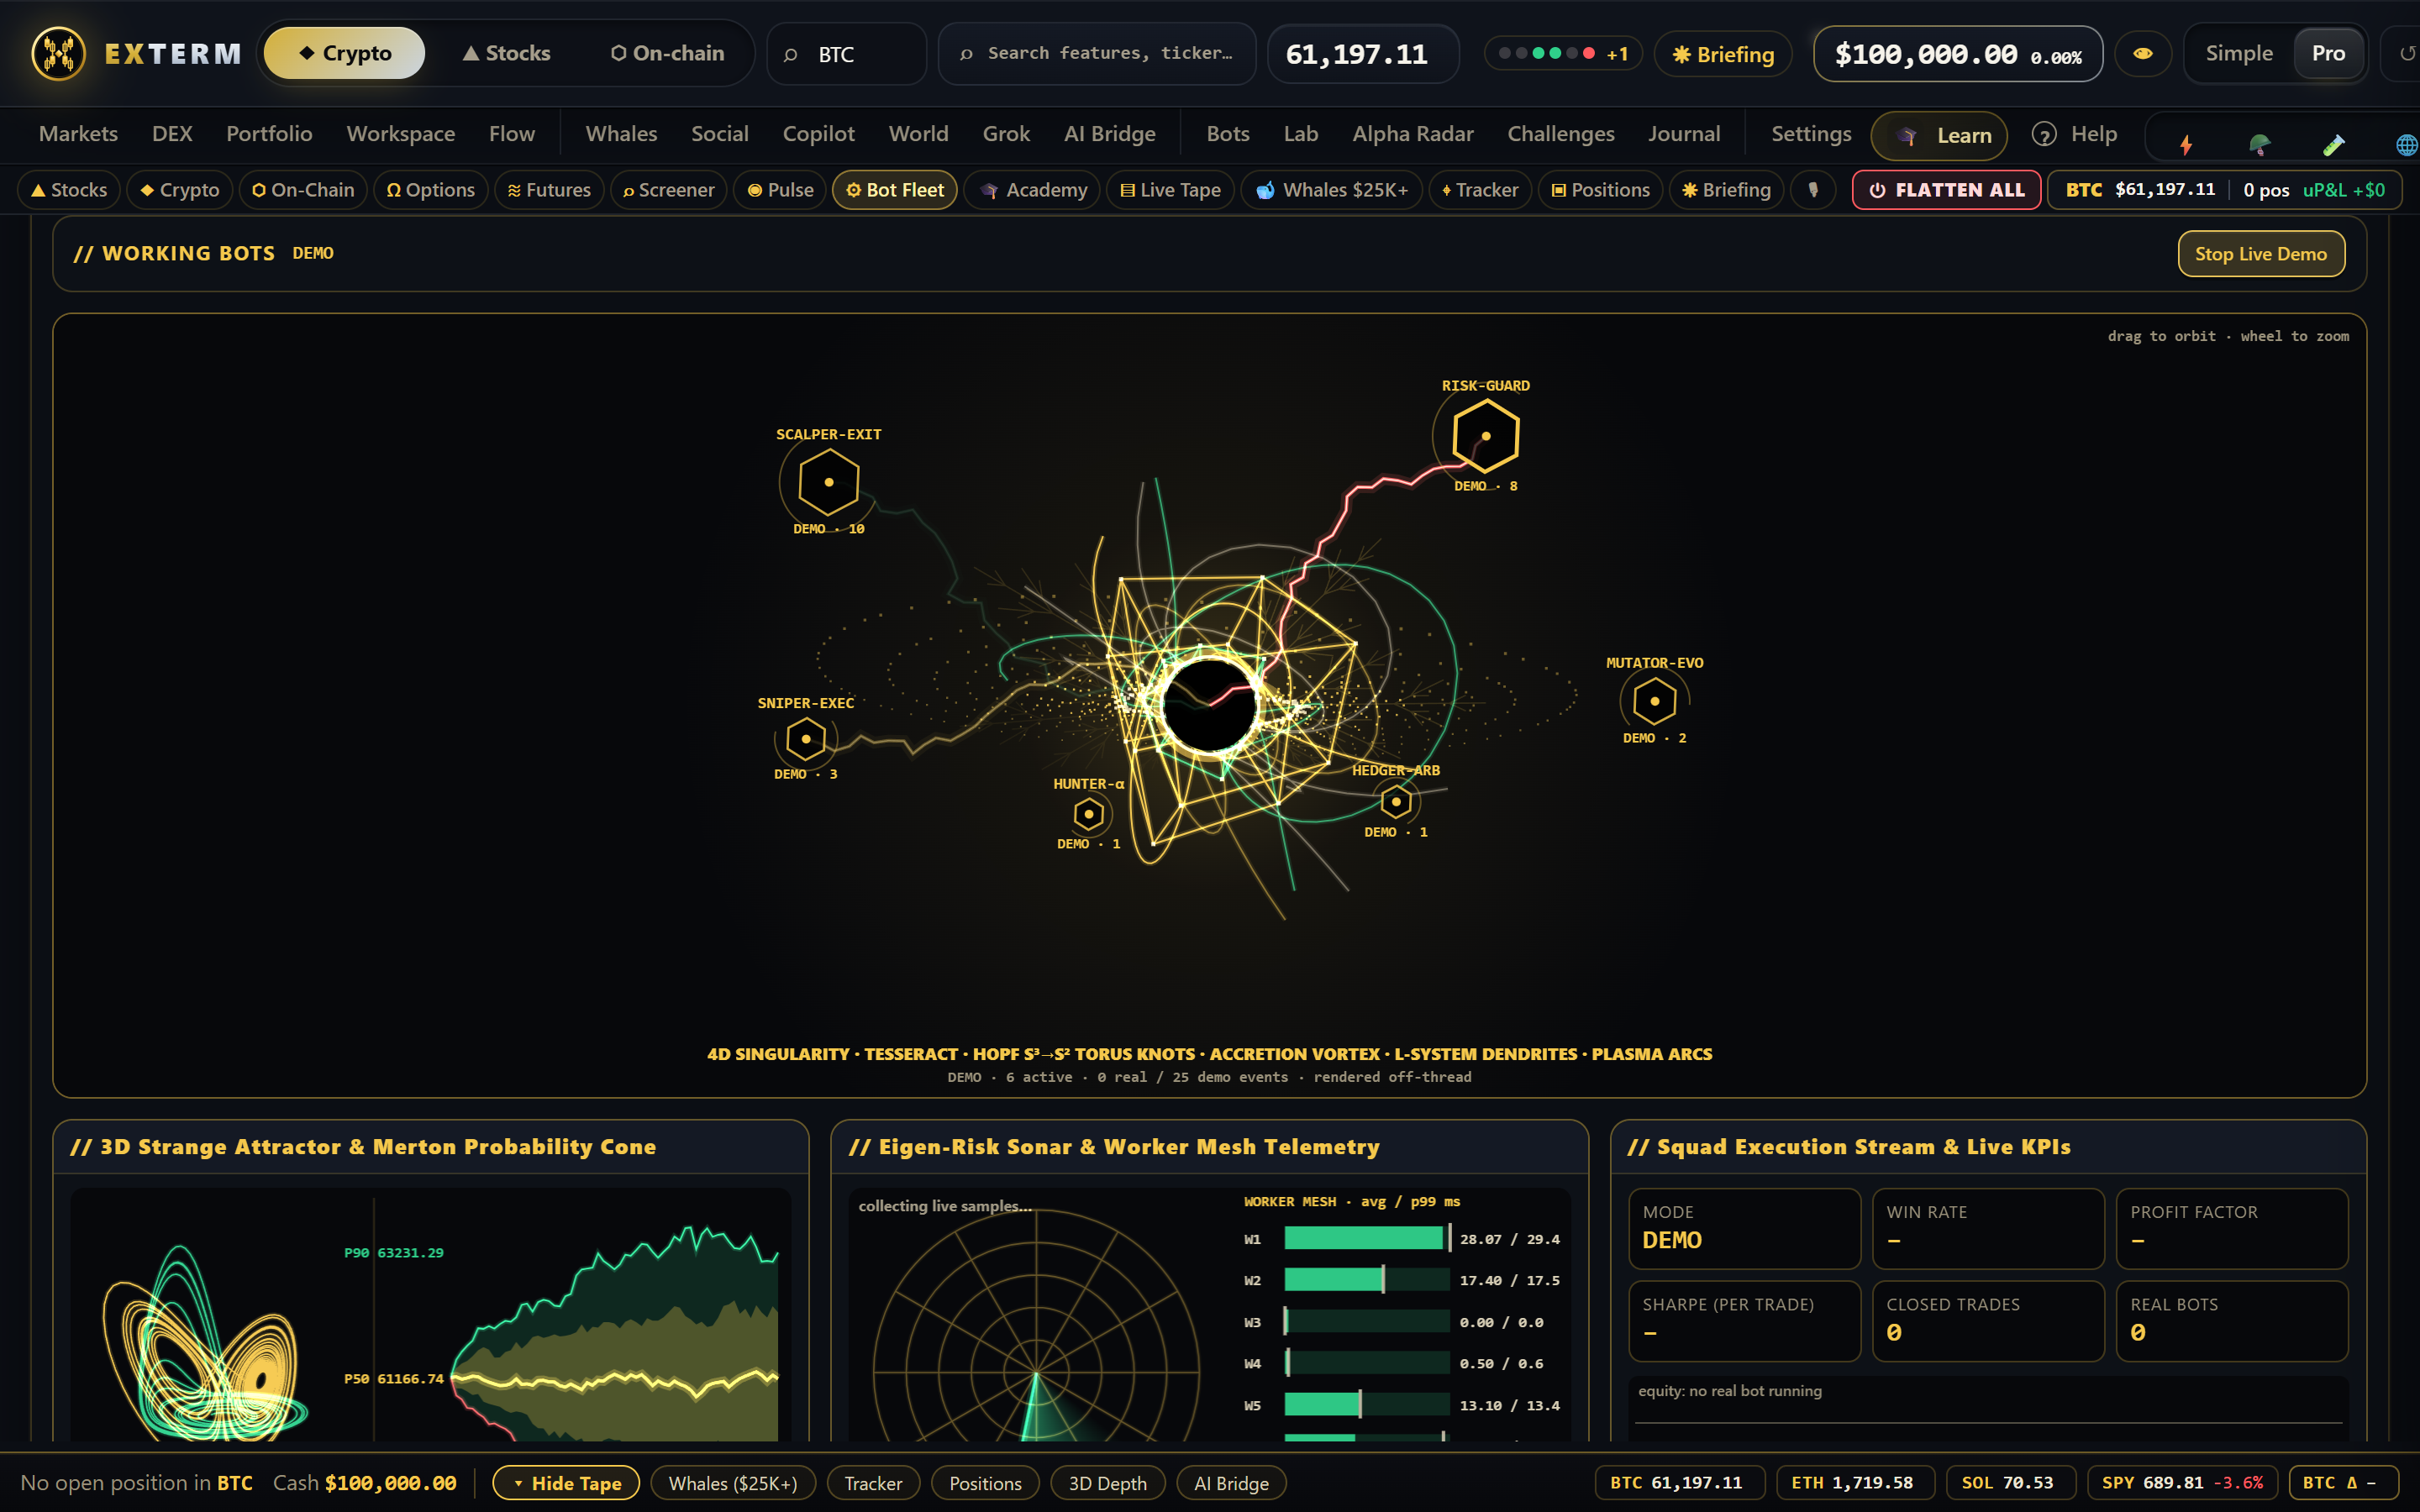 EXTERM
◆ Crypto
▲ Stocks
⬡ On-chain
BTC
Search features, ticker…
61,197.11
+1
Briefing
$100,000.00 0.00%
Simple
Pro
Markets
DEX
Portfolio
Workspace
Flow
Whales
Social
Copilot
World
Grok
AI Bridge
Bots
Lab
Alpha Radar
Challenges
Journal
Settings
Learn
? Help
▲ Stocks
◆ Crypto
⬡ On-Chain
Ω Options
≋ Futures
Screener
◉ Pulse
⚙ Bot Fleet
Academy
Live Tape
Whales $25K+
Tracker
Positions
Briefing
FLATTEN ALL
BTC $61,197.11 0 pos uP&L +$0
// WORKING BOTS DEMO
Stop Live Demo
drag to orbit · wheel to zoom
RISK-GUARD
DEMO · 8
SCALPER-EXIT
DEMO · 10
MUTATOR-EVO
DEMO · 2
SNIPER-EXEC
DEMO · 3
HUNTER-α
DEMO · 1
HEDGER-ARB
DEMO · 1
4D SINGULARITY · TESSERACT · HOPF S³→S² TORUS KNOTS · ACCRETION VORTEX · L-SYSTEM DENDRITES · PLASMA ARCS
DEMO · 6 active · 0 real / 25 demo events · rendered off-thread
// 3D Strange Attractor & Merton Probability Cone
P90 63231.29
P50 61166.74
// Eigen-Risk Sonar & Worker Mesh Telemetry
collecting live samples…
WORKER MESH · avg / p99 ms
W1 28.07 / 29.4
W2 17.40 / 17.5
W3 0.00 / 0.0
W4 0.50 / 0.6
W5 13.10 / 13.4
// Squad Execution Stream & Live KPIs
MODE
DEMO
WIN RATE
–
PROFIT FACTOR
–
SHARPE (PER TRADE)
–
CLOSED TRADES
0
REAL BOTS
0
equity: no real bot running
No open position in BTC
Cash $100,000.00
▾ Hide Tape
Whales ($25K+)
Tracker
Positions
3D Depth
AI Bridge
BTC 61,197.11
ETH 1,719.58
SOL 70.53
SPY 689.81 -3.6%
BTC Δ –